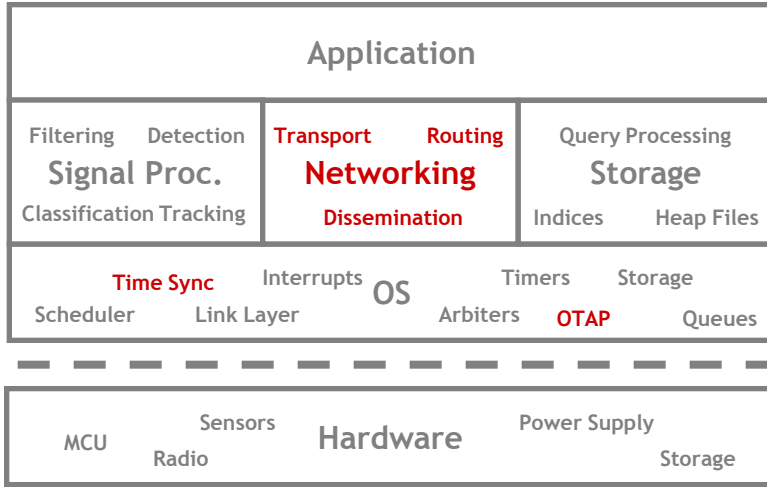 Application
Filtering Detection
Signal Proc.
Classification Tracking
Transport Routing
Networking
Dissemination
Query Processing
Storage
Indices Heap Files
Time Sync Interrupts OS Timers Storage
Scheduler Link Layer Arbiters OTAP Queues
Sensors Power Supply
MCU Hardware
Radio Storage